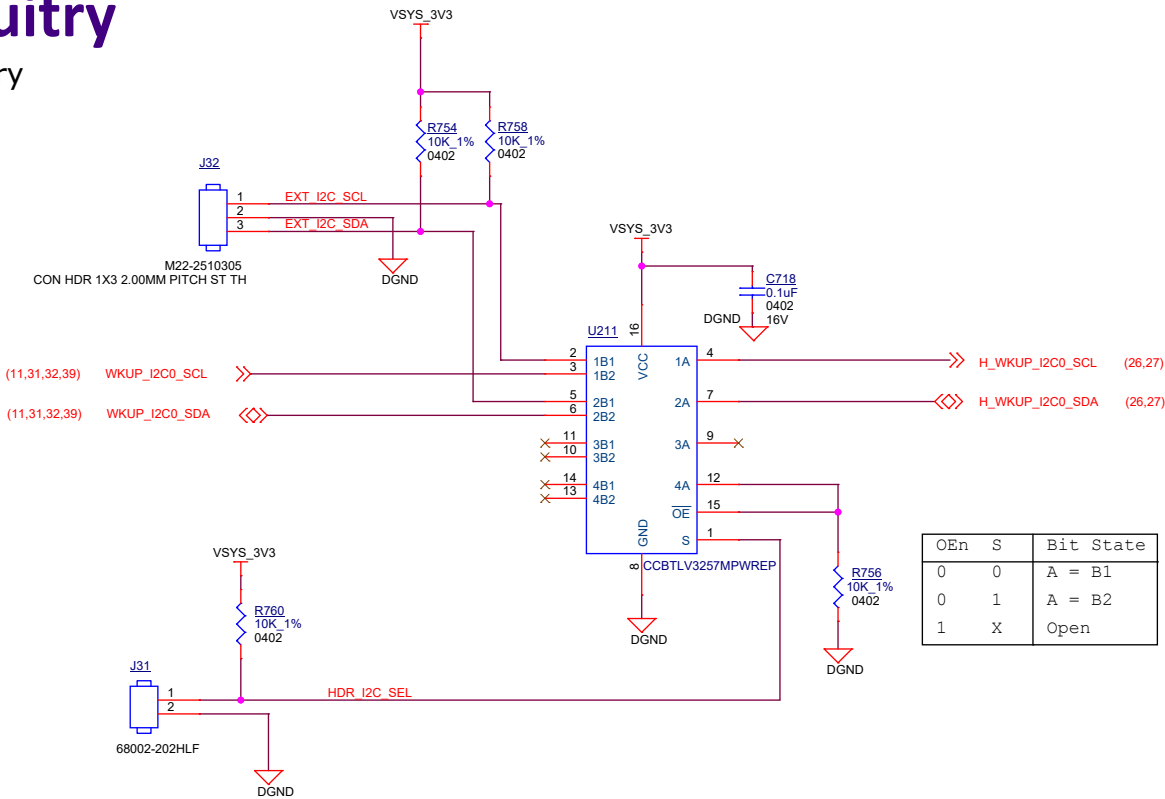 uitry
ry
VSYS_3V3
R754
10K_1%
0402
R758
10K_1%
0402
J32
1
2
3
EXT_I2C_SCL
EXT_I2C_SDA
M22-2510305
CON HDR 1X3 2.00MM PITCH ST TH
DGND
VSYS_3V3
C718
0.1uF
0402
16V
DGND
U211
16
VCC
2
1B1
3
1B2
5
2B1
6
2B2
11
3B1
10
3B2
14
4B1
13
4B2
1A
4
2A
7
3A
9
4A
12
OE
15
S
1
GND
8
CCBTLV3257MPWREP
DGND
(11,31,32,39) WKUP_I2C0_SCL
(11,31,32,39) WKUP_I2C0_SDA
H_WKUP_I2C0_SCL (26,27)
H_WKUP_I2C0_SDA (26,27)
R756
10K_1%
0402
DGND
OEn S Bit State
0 0 A = B1
0 1 A = B2
1 X Open
VSYS_3V3
R760
10K_1%
0402
J31
1
2
HDR_I2C_SEL
68002-202HLF
DGND